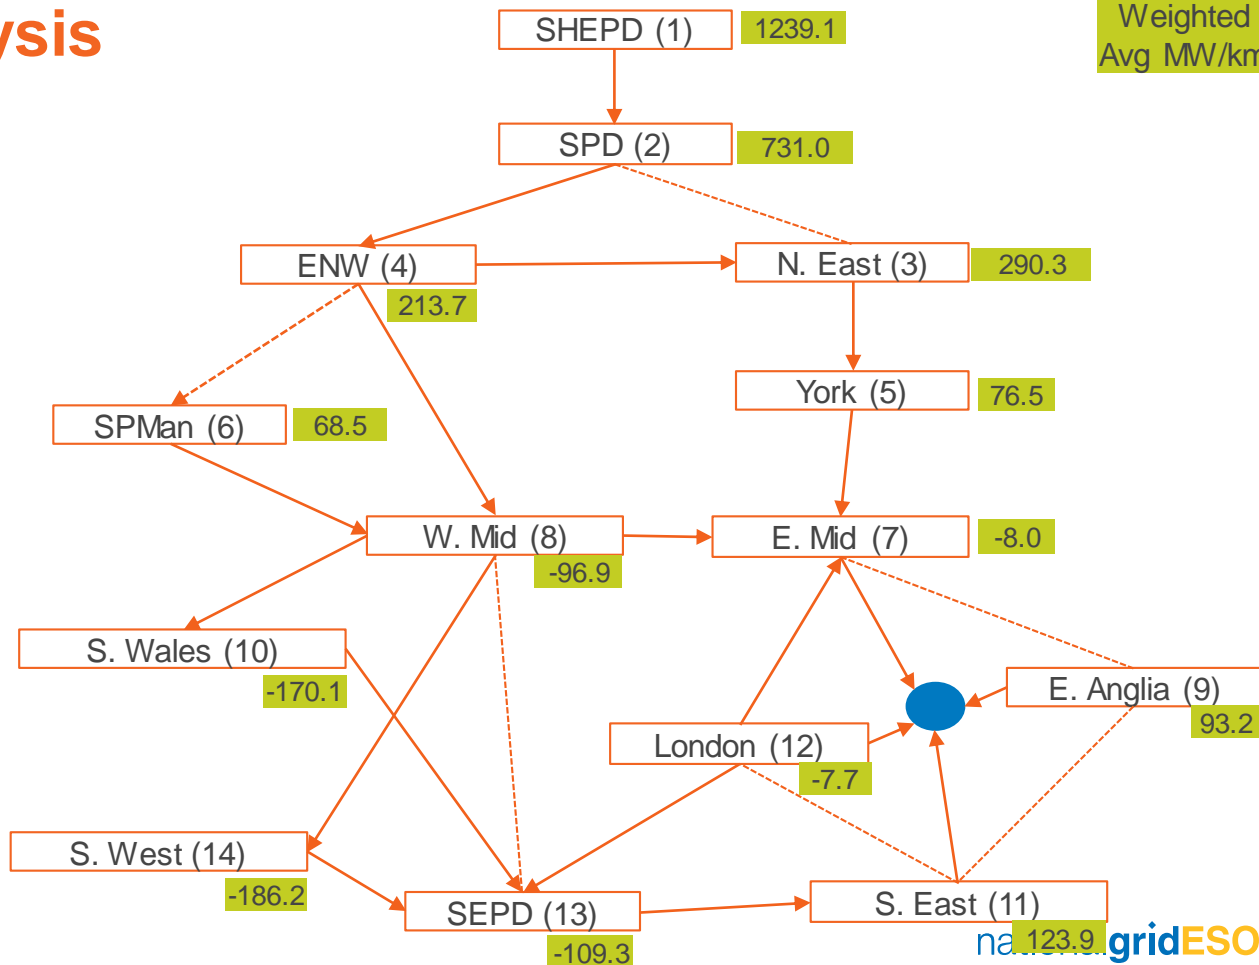 ysis
SHEPD (1)
1239.1
Weighted
Avg MW/km
SPD (2)
731.0
ENW (4)
213.7
N. East (3)
290.3
York (5)
76.5
SPMan (6)
68.5
W. Mid (8)
-96.9
E. Mid (7)
-8.0
S. Wales (10)
-170.1
E. Anglia (9)
93.2
London (12)
-7.7
S. West (14)
-186.2
SEPD (13)
-109.3
S. East (11)
123.9
gridESO